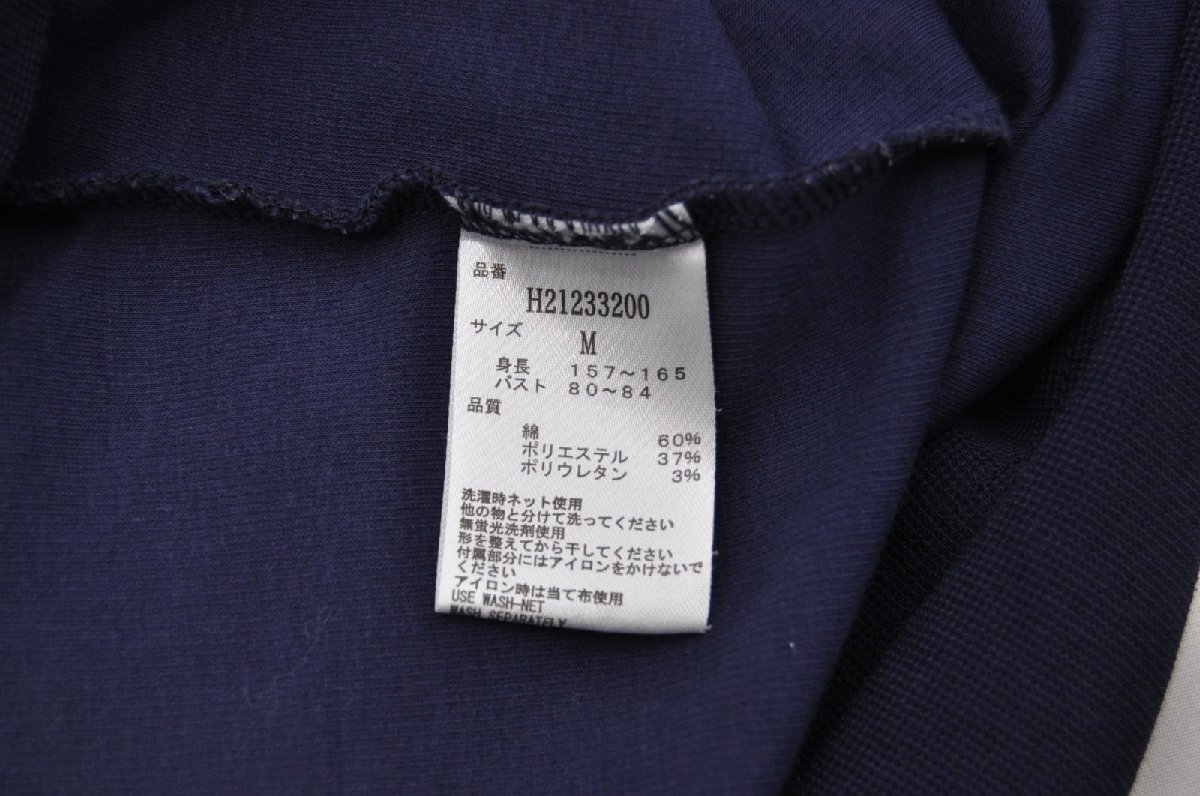 品番
H21233200
サイズ
M
身長 157～165
バスト 80～84
品質
綿 60%
ポリエステル 37%
ポリウレタン 3%
洗濯時ネット使用
他の物と分けて洗ってください
無蛍光洗剤使用
形を整えてから干してください
付属部分にはアイロンをかけないで
ください
アイロン時は当て布使用
USE WASH-NET
WASH SEPARATELY